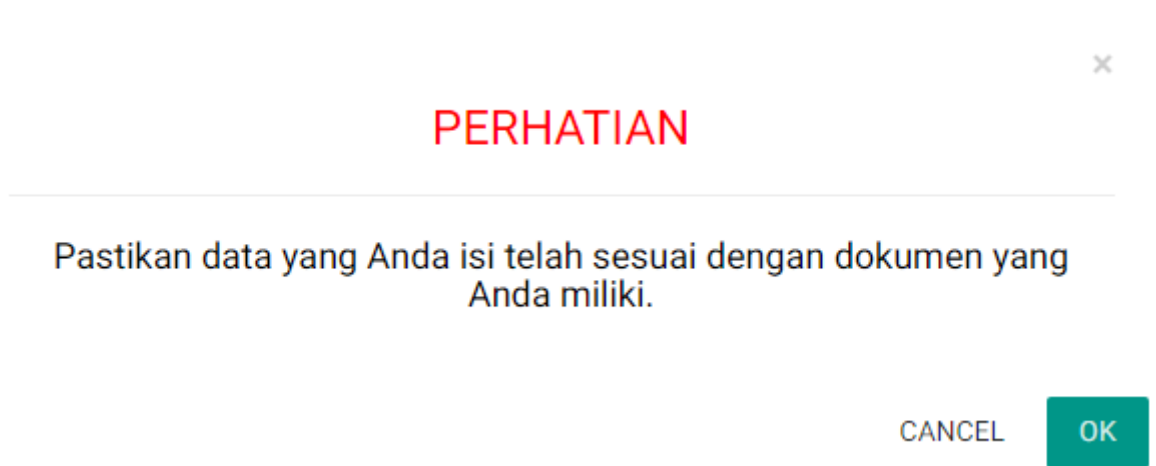 ×
PERHATIAN
Pastikan data yang Anda isi telah sesuai dengan dokumen yang
Anda miliki.
CANCEL OK